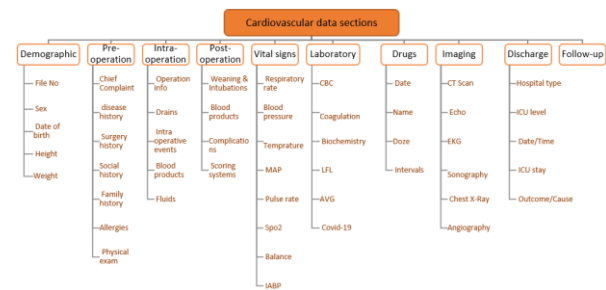 Cardiovascular data sections
Demographic
File No
Sex
Date of
birth
Height
Weight
Pre-
operation
Chief
Complaint
disease
history
Surgery
history
Social
history
Family
history
Allergies
Physical
exam
Intra-
operation
Operation
info
Drains
Intra
operative
events
Blood
products
Fluids
Post-
operation
Weaning &
Intubations
Blood
products
Complicatio
ns
Scoring
systems
Vital signs
Respiratory
rate
Blood
pressure
Temprature
MAP
Pulse rate
Spo2
Balance
IABP
Laboratory
CBC
Coagulation
Biochemistry
LFL
AVG
Covid-19
Drugs
Date
Name
Doze
Intervals
Imaging
CT Scan
Echo
EKG
Sonography
Chest X-Ray
Angiography
Discharge
Hospital type
ICU level
Date/Time
ICU stay
Outcome/Cause
Follow-up